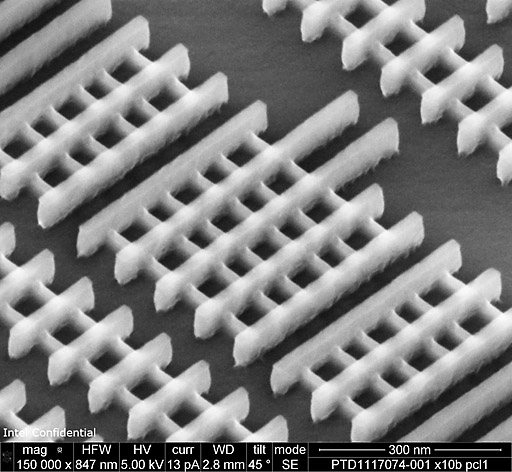 Intel Confidential
mag HFW HV curr WD tilt mode 300 nm
150 000 x 847 nm 5.00 kV 13 pA 2.8 mm 45 ° SE PTD1117074-001 x10b pcl1